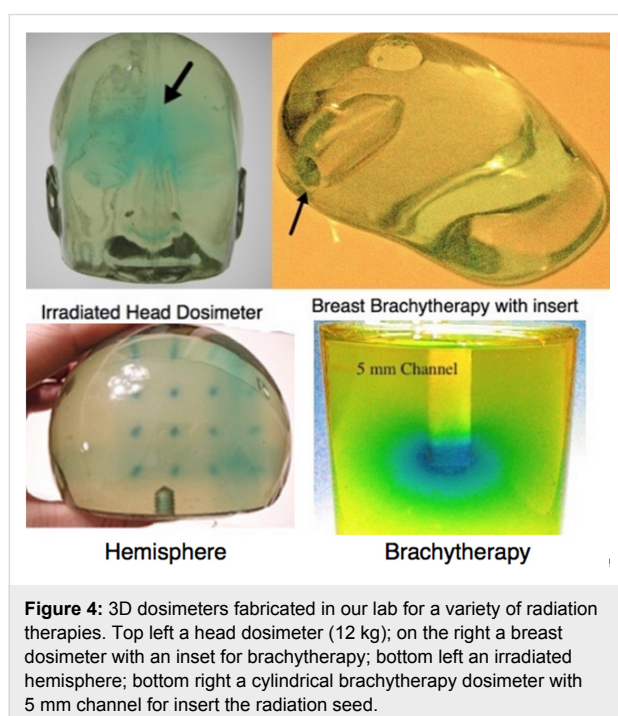 Irradiated Head Dosimeter
Breast Brachytherapy with insert
5 mm Channel
Hemisphere
Brachytherapy
Figure 4: 3D dosimeters fabricated in our lab for a variety of radiation
therapies. Top left a head dosimeter (12 kg); on the right a breast
dosimeter with an inset for brachytherapy; bottom left an irradiated
hemisphere; bottom right a cylindrical brachytherapy dosimeter with
5 mm channel for insert the radiation seed.